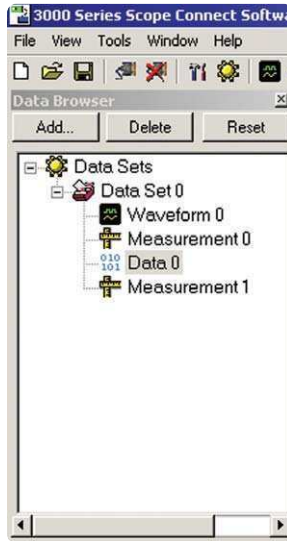 3000 Series Scope Connect Softwa
File View Tools Window Help
Data Browser
Add... Delete Reset
Data Sets
Data Set 0
Waveform 0
Measurement 0
010
101 Data 0
Measurement 1